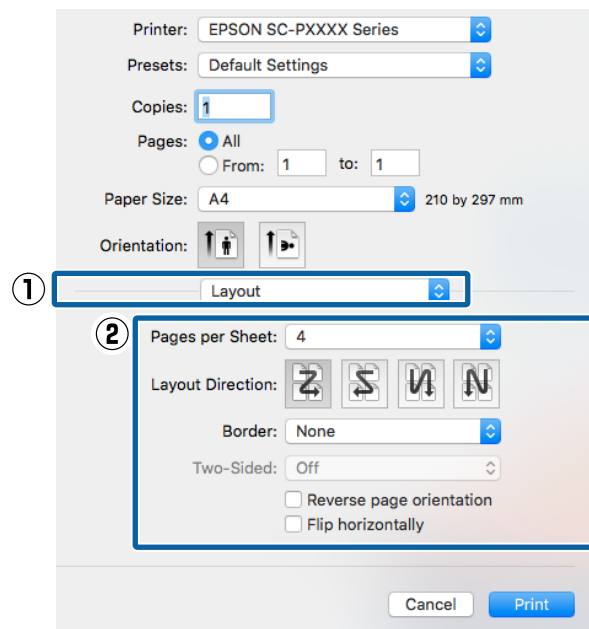 Printer: EPSON SC-PXXXX Series
Presets: Default Settings
Copies: 1
Pages: All
From: 1 to: 1
Paper Size: A4 210 by 297 mm
Orientation:
① Layout
② Pages per Sheet: 4
Layout Direction:
Border: None
Two-Sided: Off
Reverse page orientation
Flip horizontally
Cancel Print